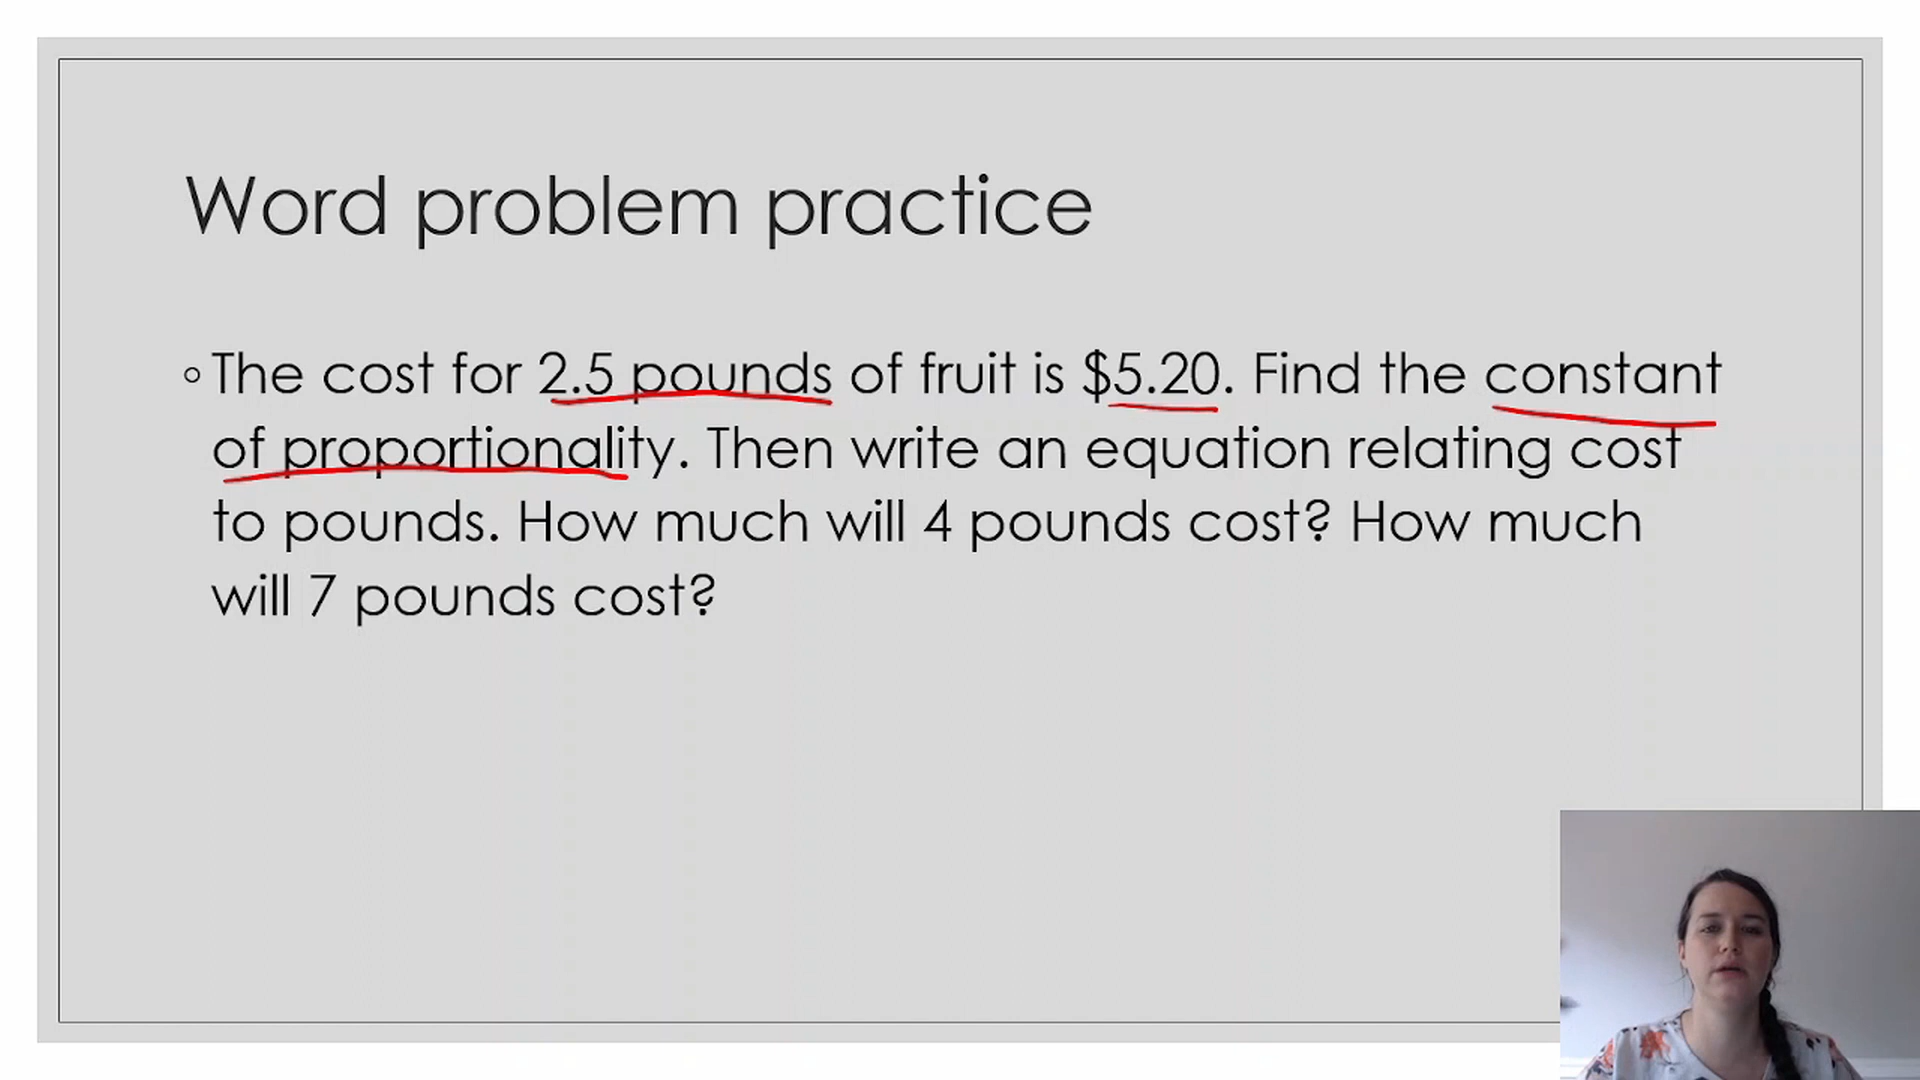 Word problem practice
The cost for 2.5 pounds of fruit is $5.20. Find the constant
of proportionality. Then write an equation relating cost
to pounds. How much will 4 pounds cost? How much
will 7 pounds cost?